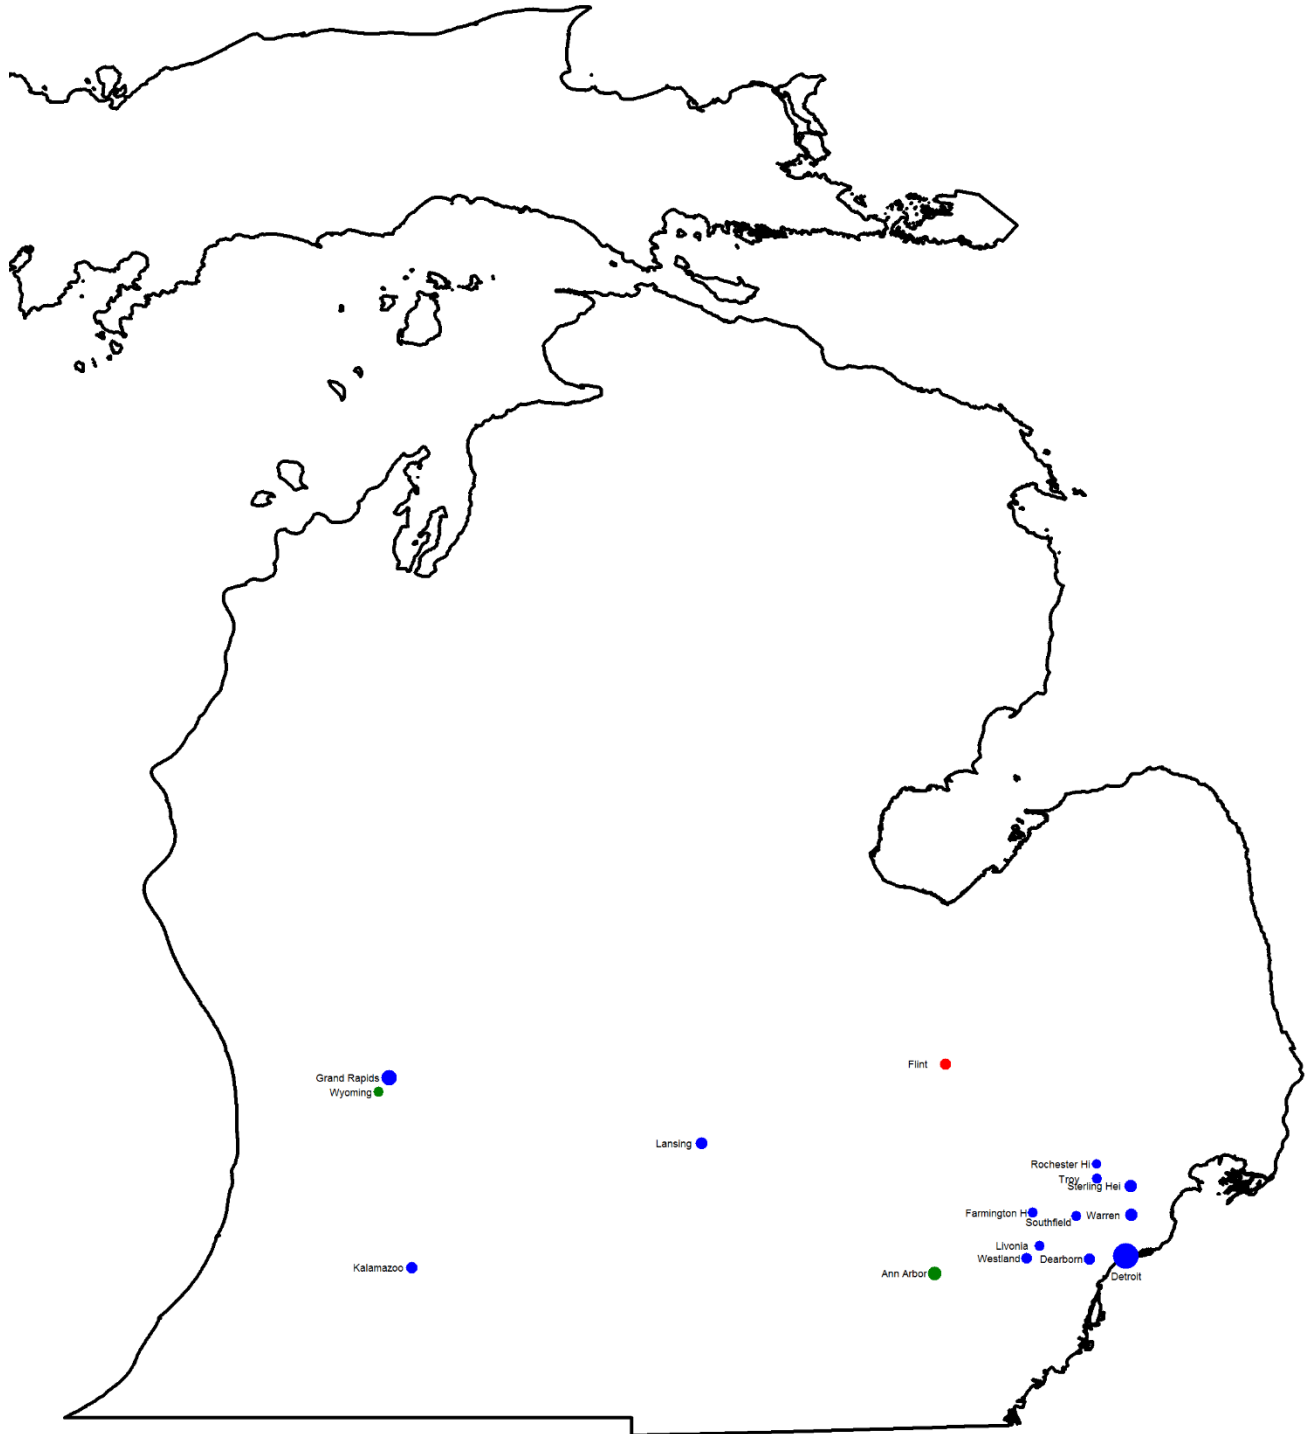 Flint
Grand Rapids
Wyoming
Lansing
Rochester Hi
Troy
Sterling Hei
Farmington H
Southfield
Warren
Livonia
Westland
Dearborn
Kalamazoo
Ann Arbor
Detroit